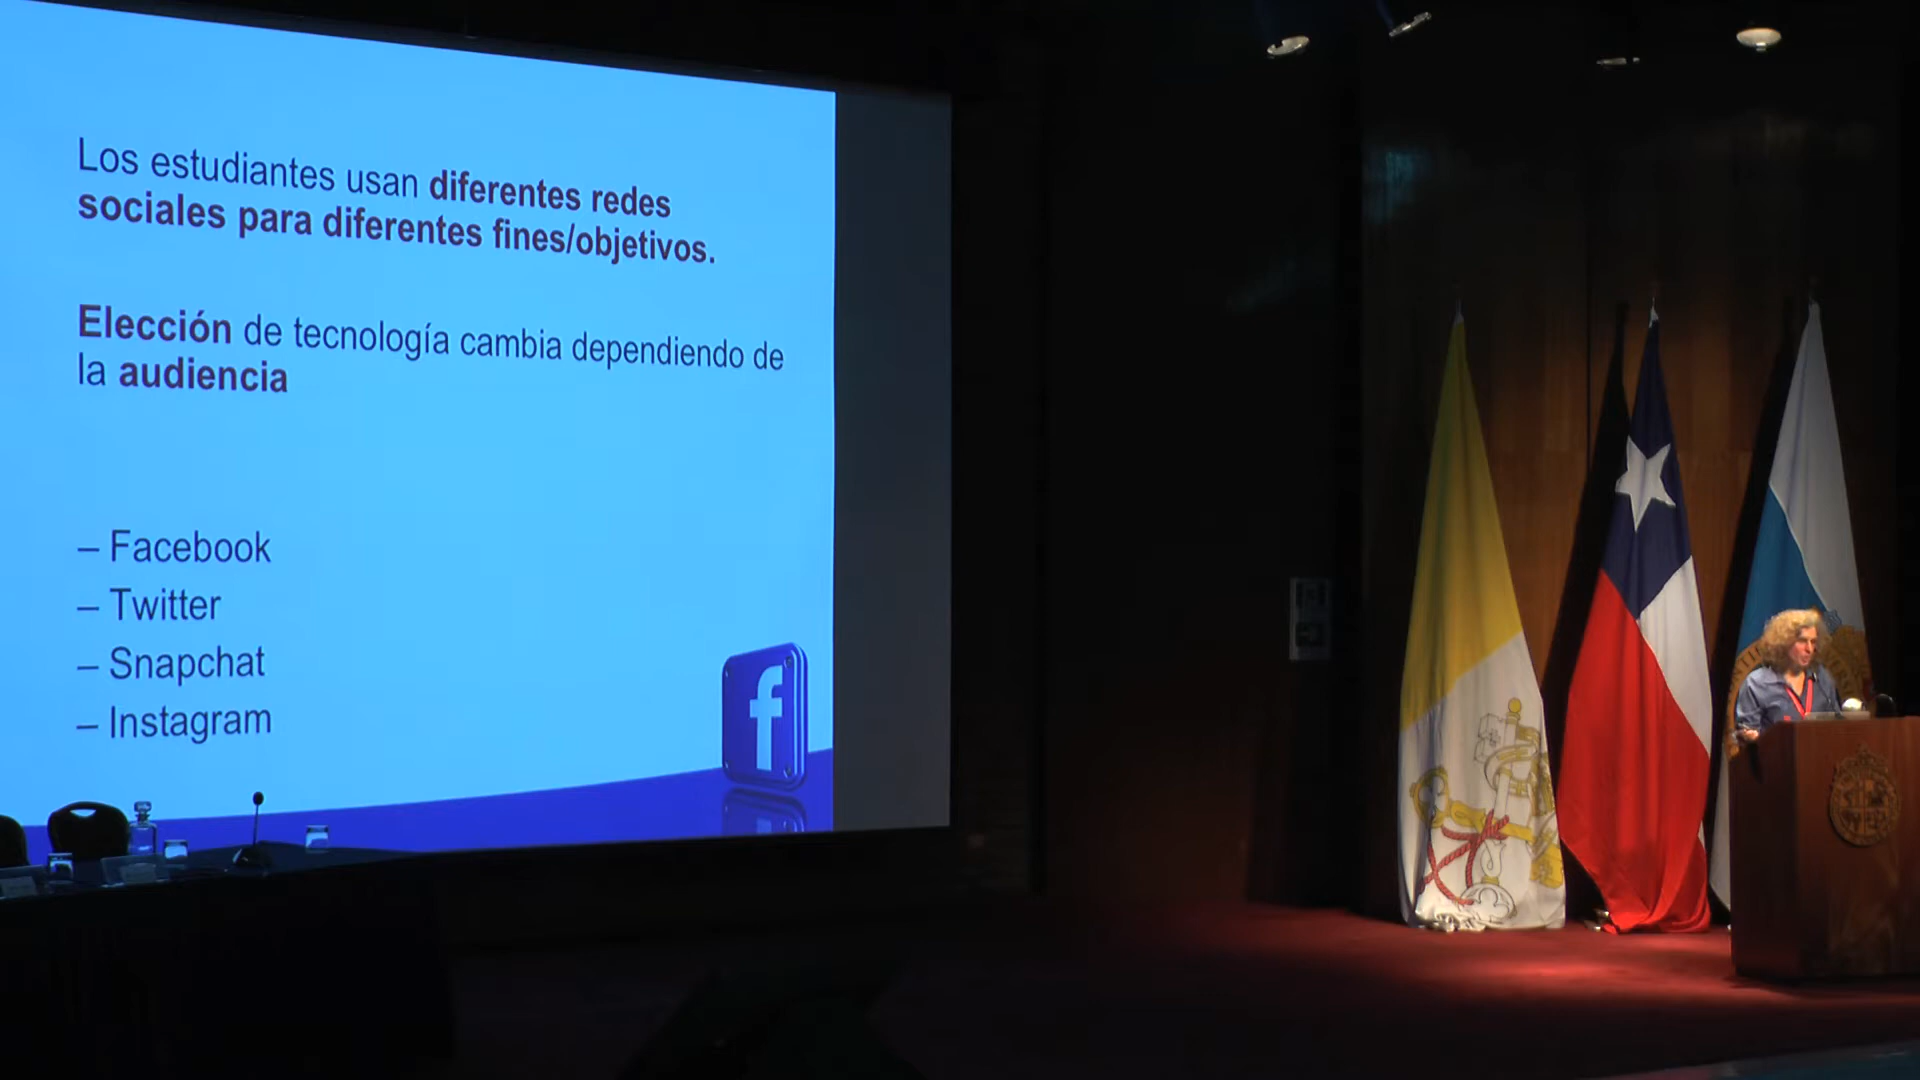 Los estudiantes usan diferentes redes
sociales para diferentes fines/objetivos.
Elección de tecnología cambia dependiendo de
la audiencia
– Facebook
– Twitter
– Snapchat
– Instagram
f